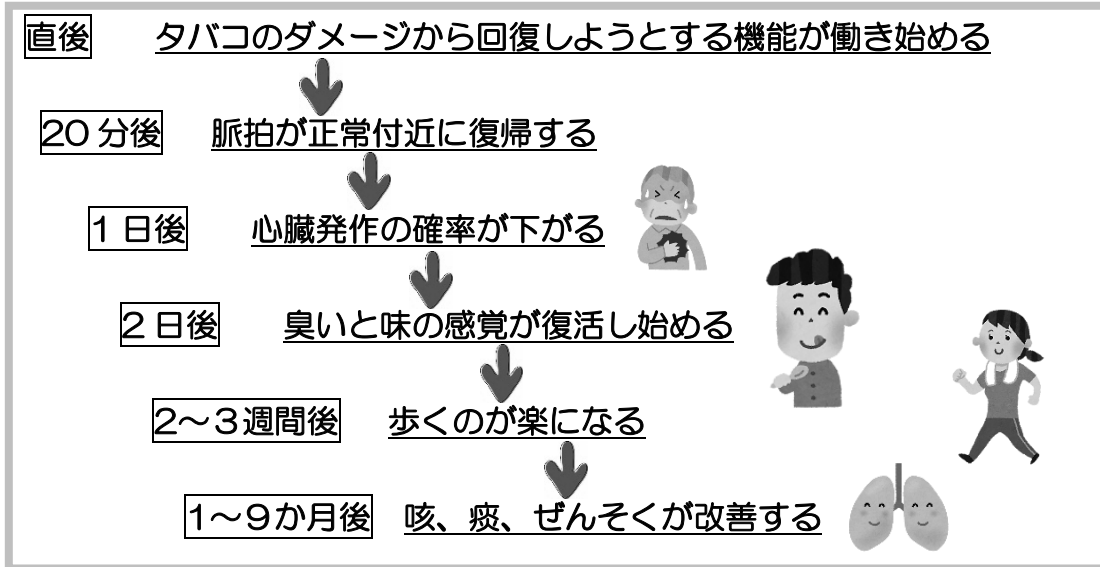 直後 タバコのダメージから回復しようとする機能が働き始める
20分後 脈拍が正常付近に復帰する
1日後 心臓発作の確率が下がる
2日後 臭いと味の感覚が復活し始める
2～3週間後 歩くのが楽になる
1～9か月後 咳、痰、ぜんそくが改善する